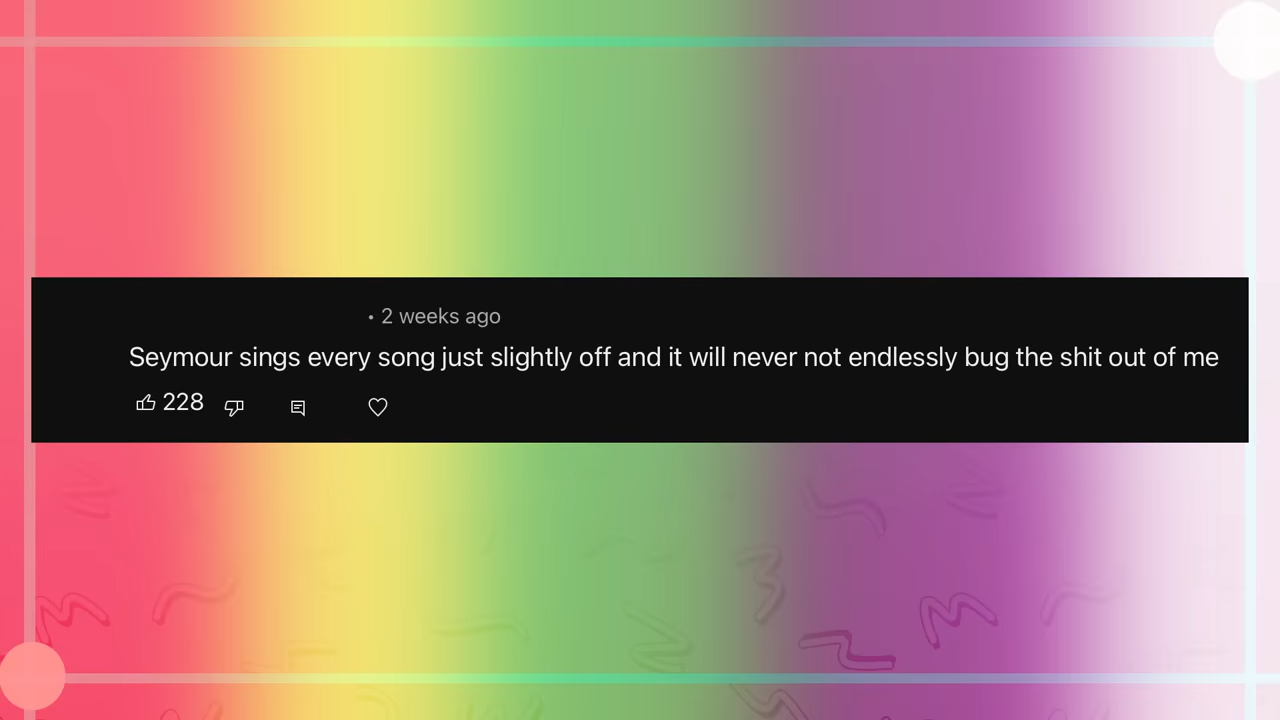 • 2 weeks ago
Seymour sings every song just slightly off and it will never not endlessly bug the shit out of me
228